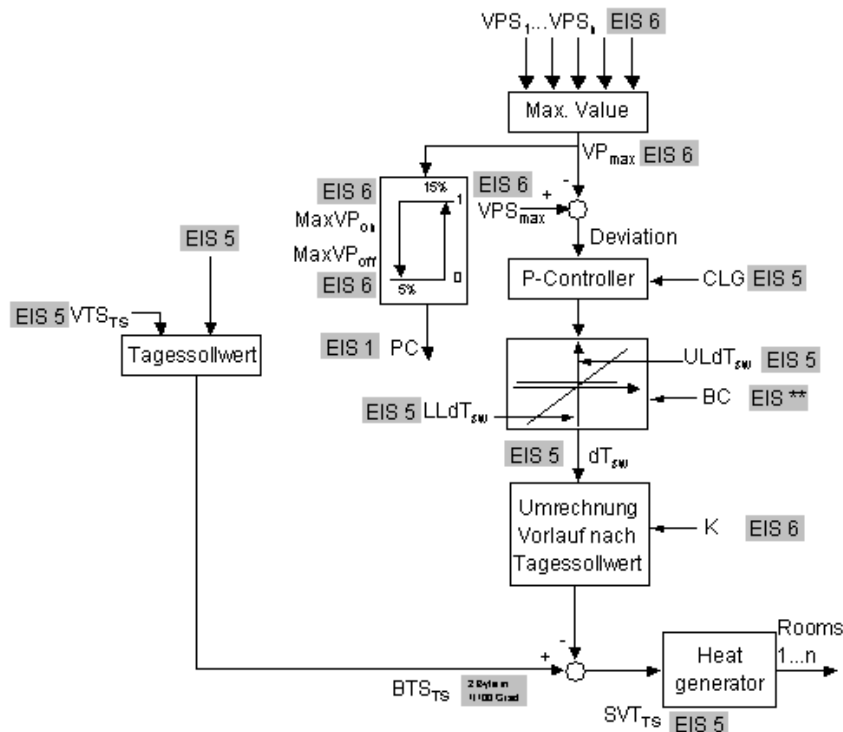 VPS1...VPSn EIS 6
Max. Value
VPmax EIS 6
EIS 6
15%
1
MaxVPon
MaxVPoff
EIS 6
5%
0
EIS 6
+
-
VPSmax
Deviation
P-Controller
CLG EIS 5
EIS 5
EIS 5 VTSTS
Tagessollwert
EIS 1 PC
ULdTsw EIS 5
BC EIS **
EIS 5 LLdTsw
EIS 5 dTsw
Umrechnung
Vorlauf nach
Tagessollwert
K EIS 6
-
+
BTSTS
1/100 Grad
Heat
generator
Rooms
1...n
SVTTS EIS 5